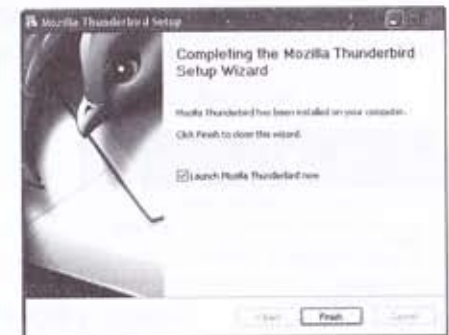 Mozilla Thunderbird Setup
Completing the Mozilla Thunderbird
Setup Wizard
Mozilla Thunderbird has been installed on your computer.
Click Finish to close this wizard.
Launch Mozilla Thunderbird now
< Back Finish Cancel